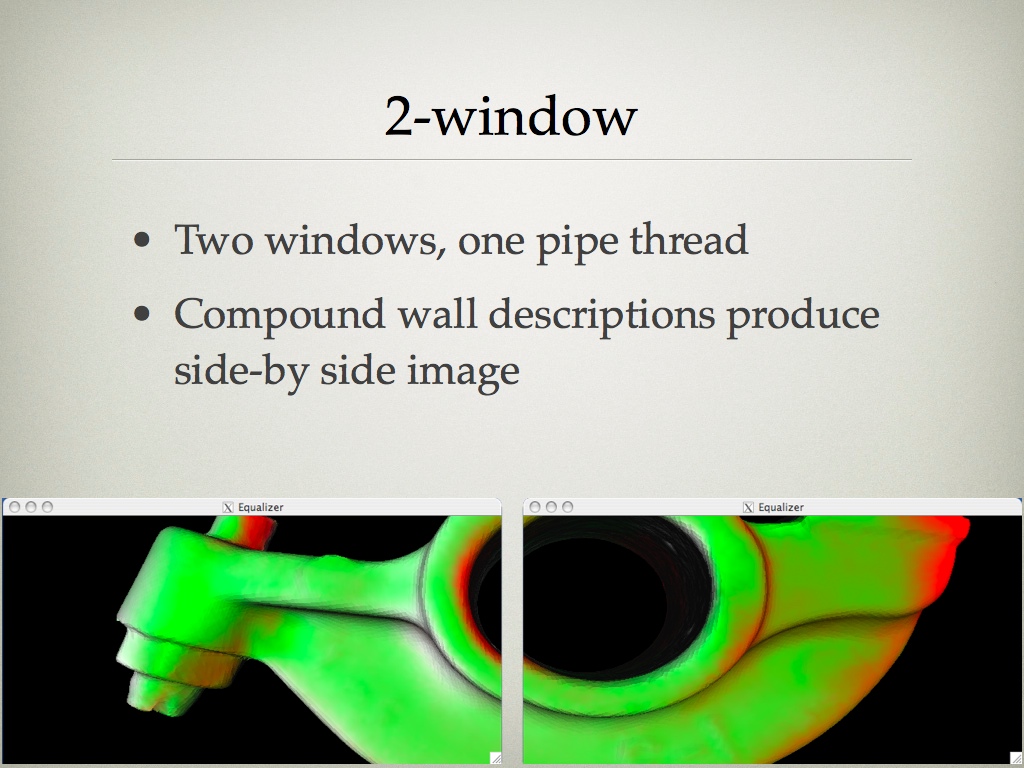 2-window
• Two windows, one pipe thread
• Compound wall descriptions produce
side-by side image
X Equalizer
X Equalizer